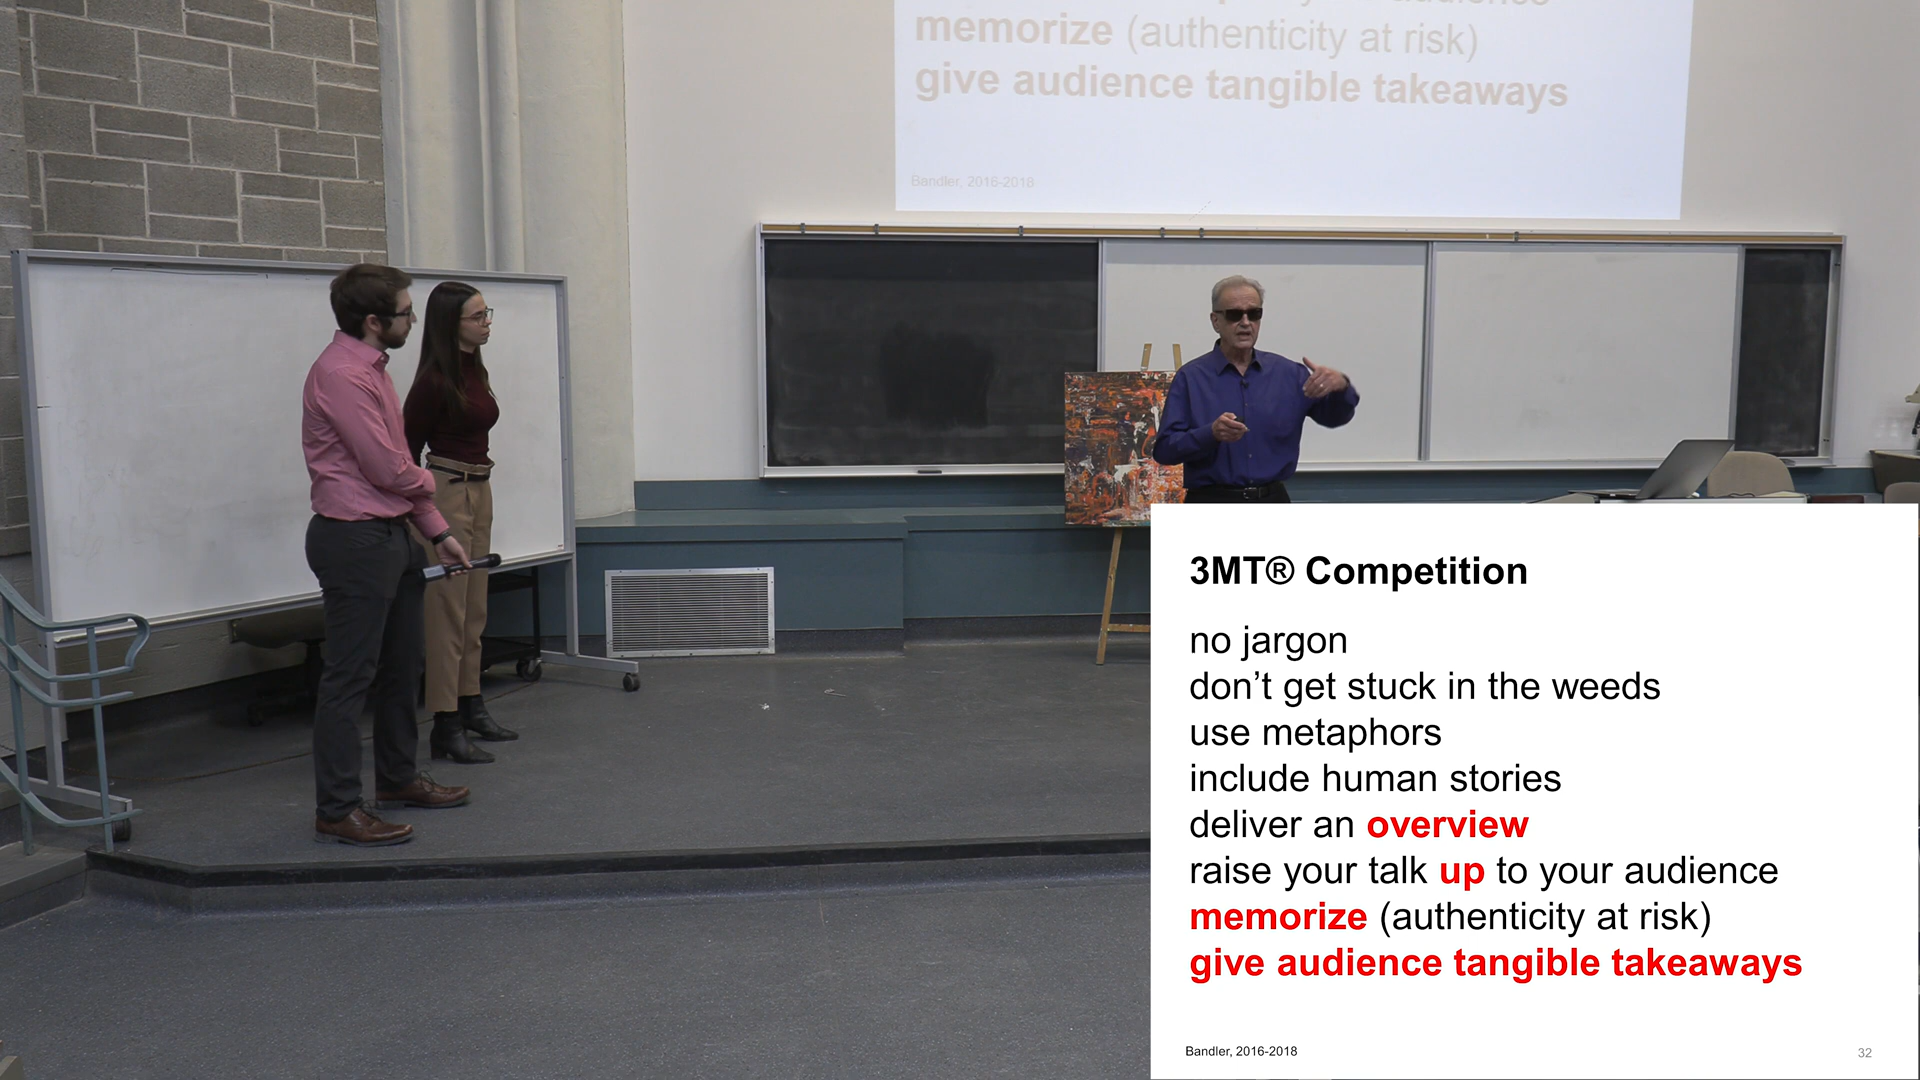 memorize (authenticity at risk)
give audience tangible takeaways
Bandler, 2016-2018
3MT® Competition
no jargon
don’t get stuck in the weeds
use metaphors
include human stories
deliver an overview
raise your talk up to your audience
memorize (authenticity at risk)
give audience tangible takeaways
Bandler, 2016-2018
32